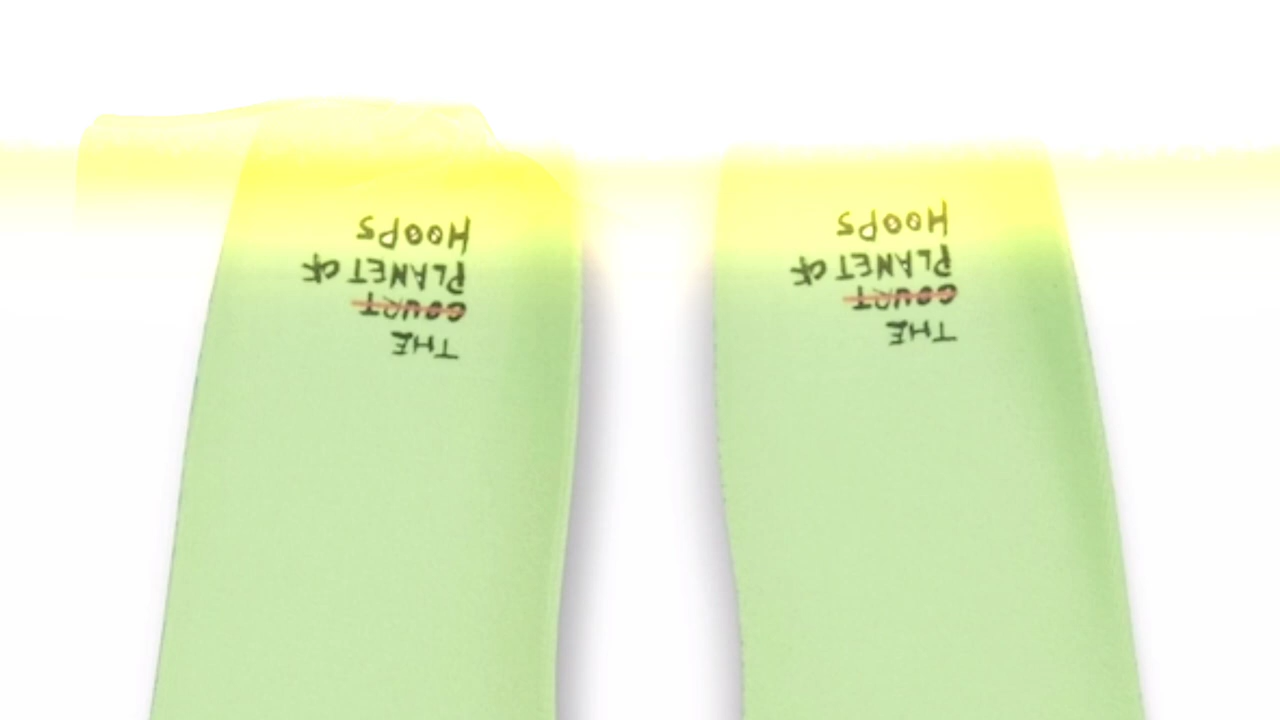 THE
COURT
PLANET OF
HOOPS
THE
COURT
PLANET OF
HOOPS